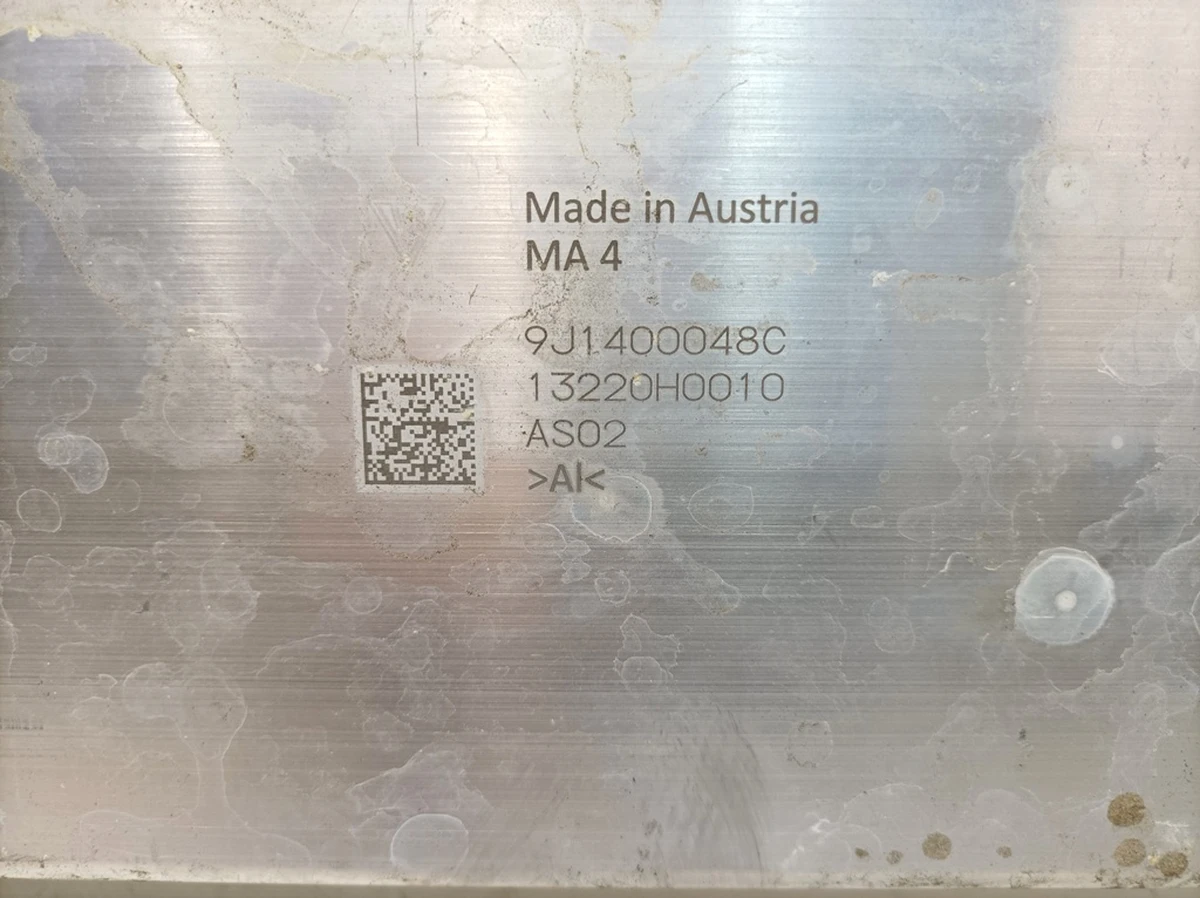 Made in Austria
MA 4
9J1400048C
13220H0010
AS02
>Al<